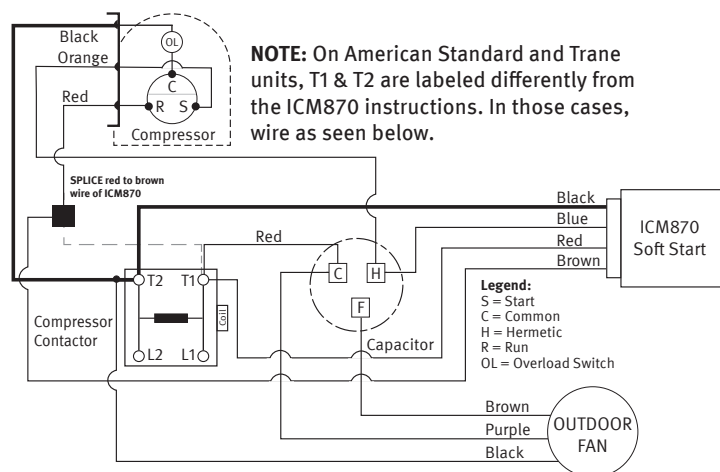 Black
OL
Orange
C
Red
R S
Compressor
NOTE: On American Standard and Trane
units, T1 & T2 are labeled differently from
the ICM870 instructions. In those cases,
wire as seen below.
SPLICE red to brown
wire of ICM870
Black
Blue
Red
Brown
ICM870
Soft Start
Red
C
H
F
Capacitor
T2
T1
Coil
L2
L1
Compressor
Contactor
Legend:
S = Start
C = Common
H = Hermetic
R = Run
OL = Overload Switch
Brown
Purple
Black
OUTDOOR
FAN